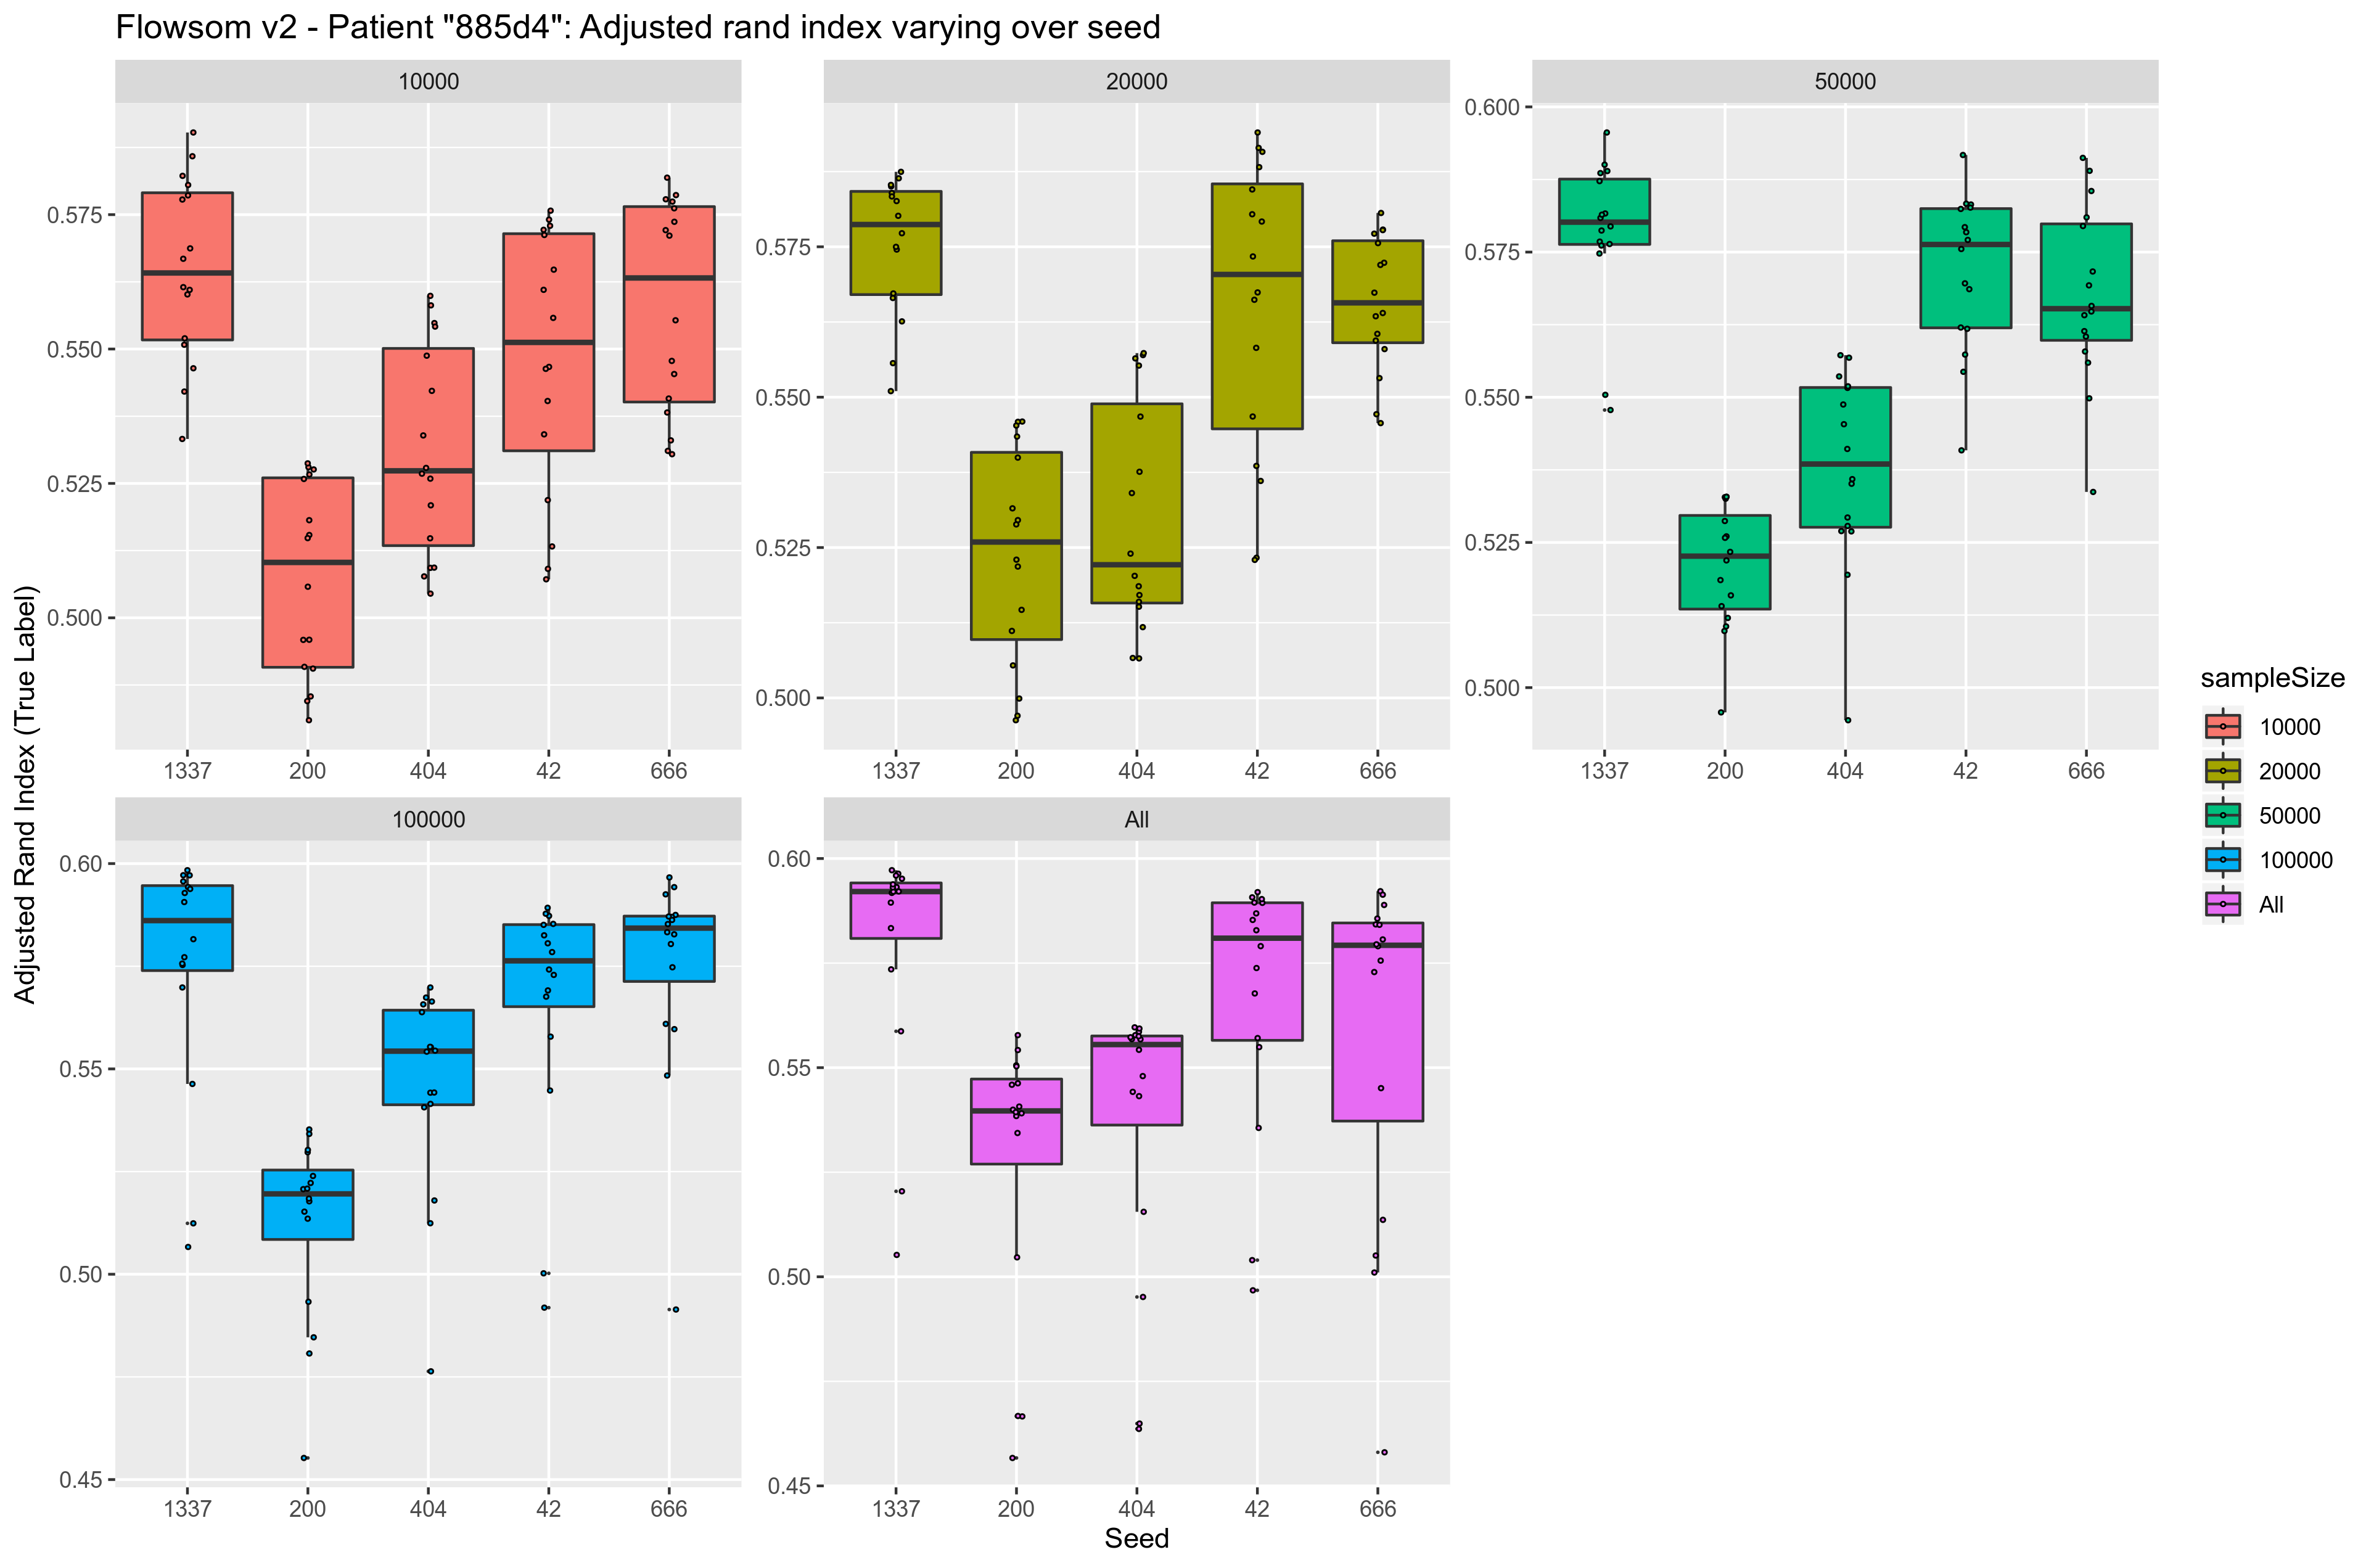 Flowsom v2 - Patient "885d4": Adjusted rand index varying over seed
Adjusted Rand Index (True Label)
10000
0.575
0.550
0.525
0.500
1337 200 404 42 666
20000
0.575
0.550
0.525
0.500
1337 200 404 42 666
50000
0.600
0.575
0.550
0.525
0.500
1337 200 404 42 666
100000
0.60
0.55
0.50
0.45
1337 200 404 42 666
All
0.60
0.55
0.50
0.45
1337 200 404 42 666
Seed
sampleSize
10000
20000
50000
100000
All